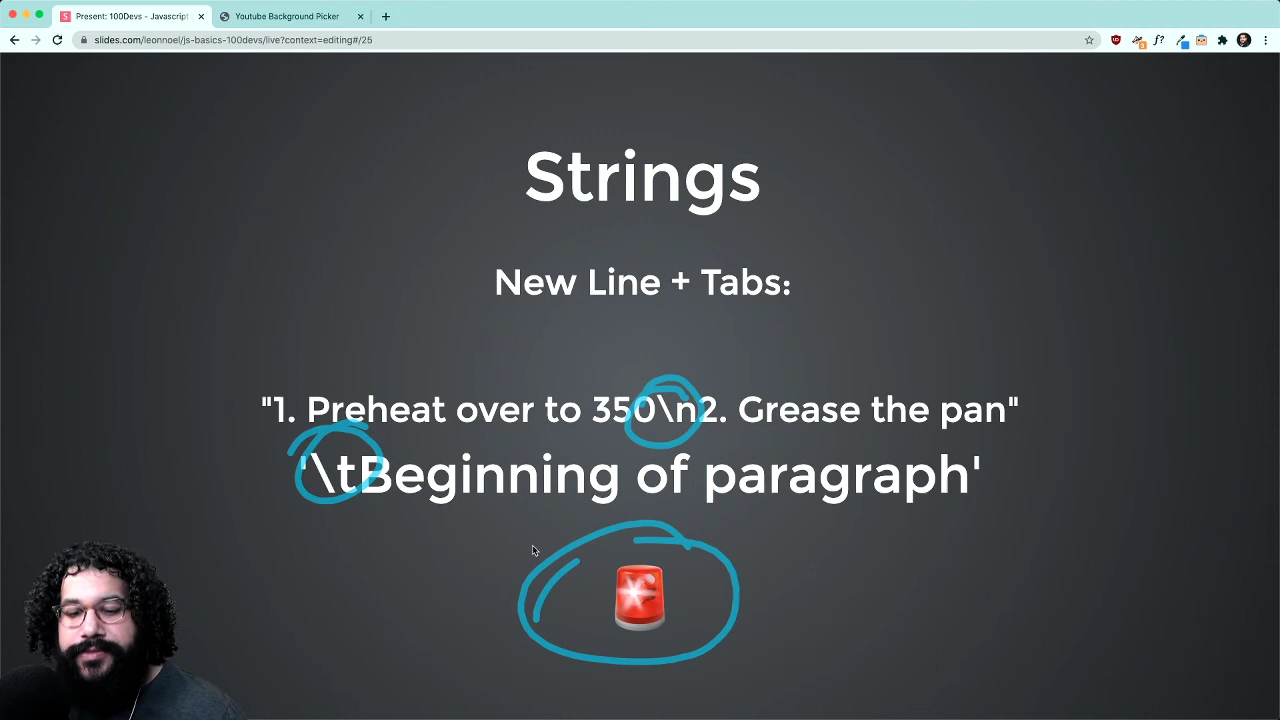 Present: 100Devs - Javascript
Youtube Background Picker
slides.com/leonnoel/js-basics-100devs/live?context=editing#/25
Strings
New Line + Tabs:
"1. Preheat over to 350\n2. Grease the pan"
'\tBeginning of paragraph'